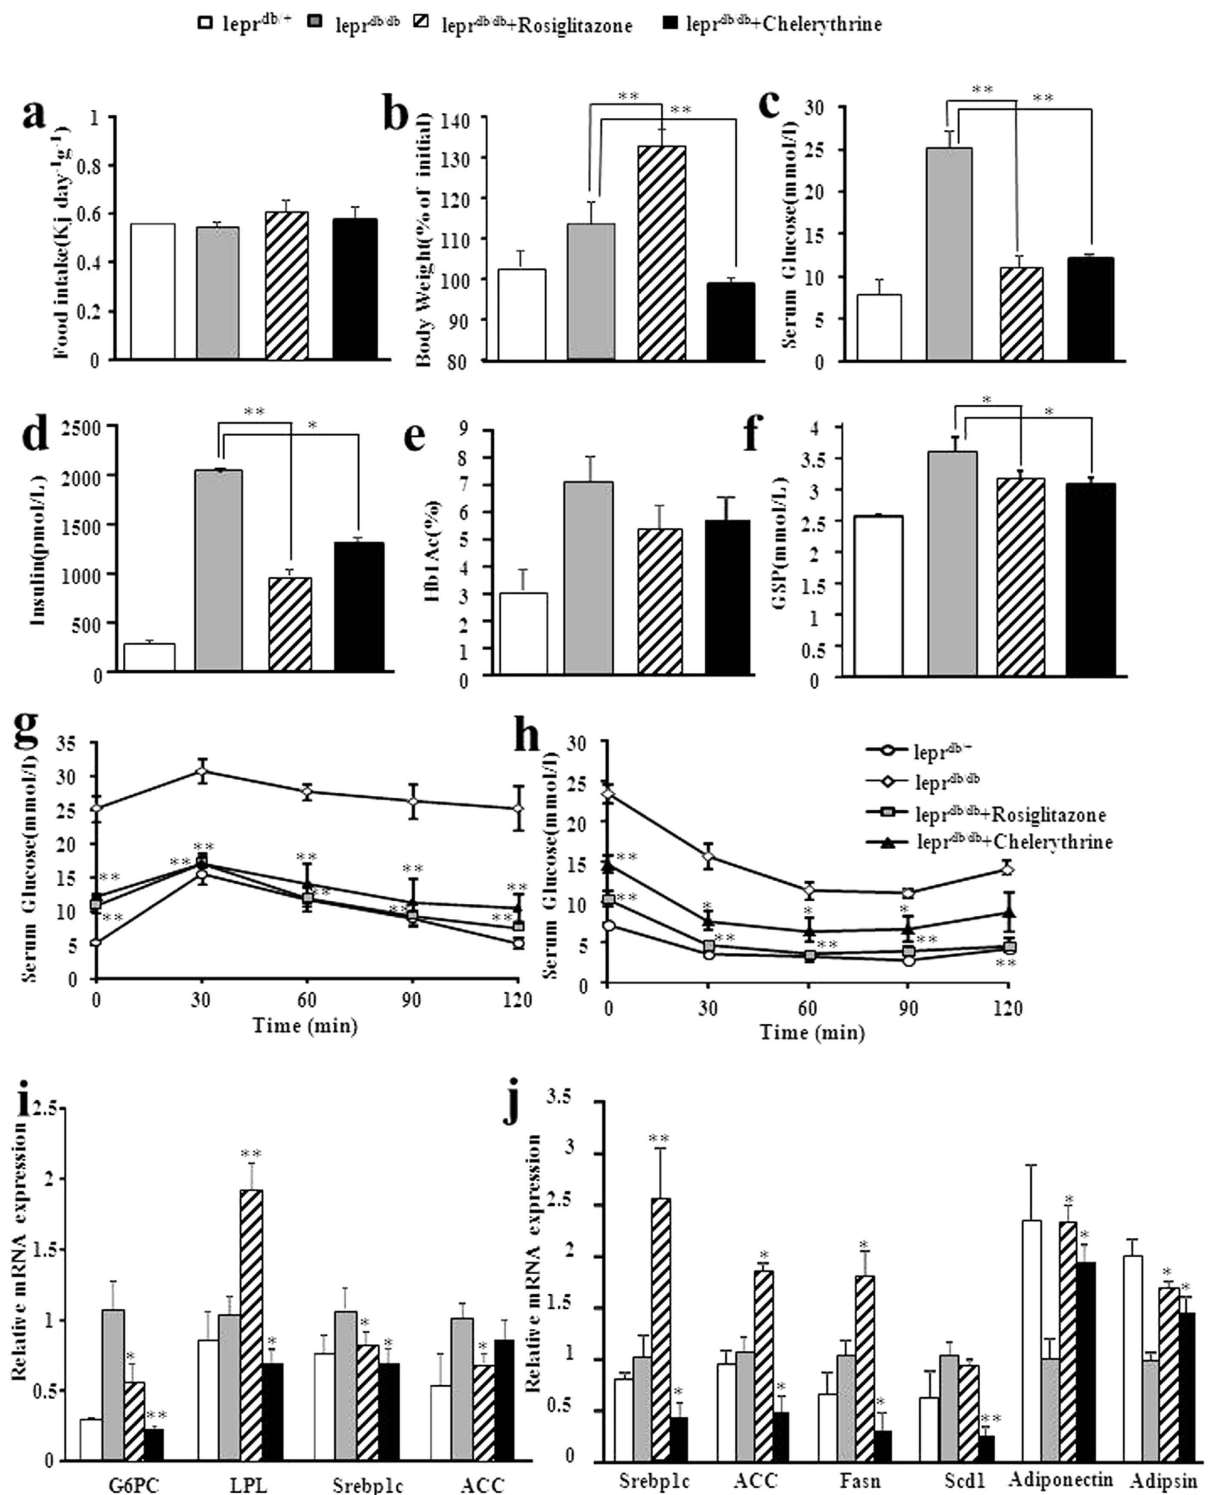 lepr^db/+ lepr^db/db lepr^db/db+Rosiglitazone lepr^db/db+Chelerythrine
a
Food intake(Kj day^-1g^-1)
1
0.8
0.6
0.4
0.2
0
b
Body Weight(% of initial)
140
130
120
110
100
90
80
** **
c
Serum Glucose(mmol/l)
30
25
20
15
10
5
0
** **
d
Insulin(pmol/L)
2500
2000
1500
1000
500
0
** *
e
Hb1Ac(%)
9
8
7
6
5
4
3
2
1
0
f
GSP(mmol/L)
4
3.5
3
2.5
2
1.5
1
0.5
0
* *
g
Serum Glucose(mmol/l)
35
30
25
20
15
10
5
0
** ** ** ** ** ** ** ** ** **
0 30 60 90 120
Time (min)
h
Serum Glucose(mmol/l)
30
25
20
15
10
5
0
** ** * ** * ** * ** **
0 30 60 90 120
Time (min)
lepr^db/+
lepr^db/db
lepr^db/db+Rosiglitazone
lepr^db/db+Chelerythrine
i
Relative mRNA expression
2.5
2
1.5
1
0.5
0
* ** ** * * * *
G6PC LPL Srebp1c ACC
j
Relative mRNA expression
3.5
3
2.5
2
1.5
1
0.5
0
** * * * * * ** * * * *
Srebp1c ACC Fasn Scd1 Adiponectin Adipsin